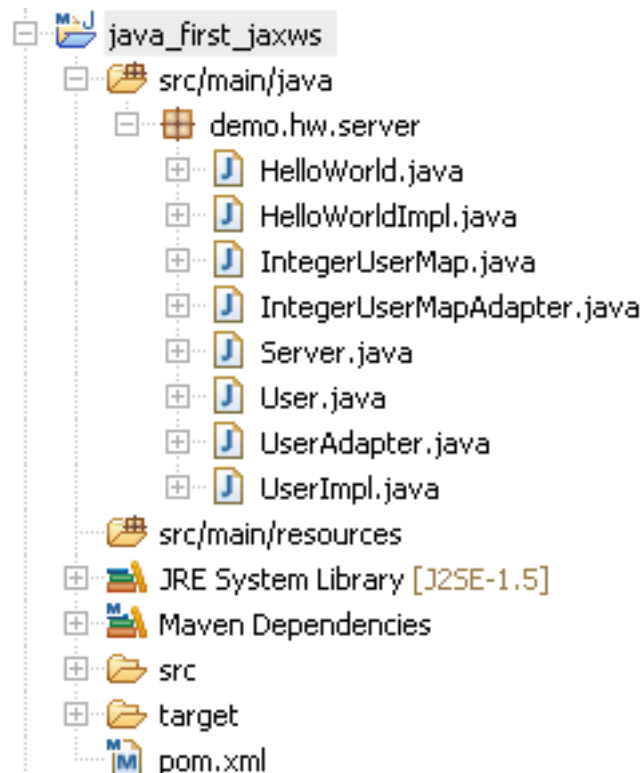 java_first_jaxws
src/main/java
demo.hw.server
HelloWorld.java
HelloWorldImpl.java
IntegerUserMap.java
IntegerUserMapAdapter.java
Server.java
User.java
UserAdapter.java
UserImpl.java
src/main/resources
JRE System Library [J2SE-1.5]
Maven Dependencies
src
target
pom.xml